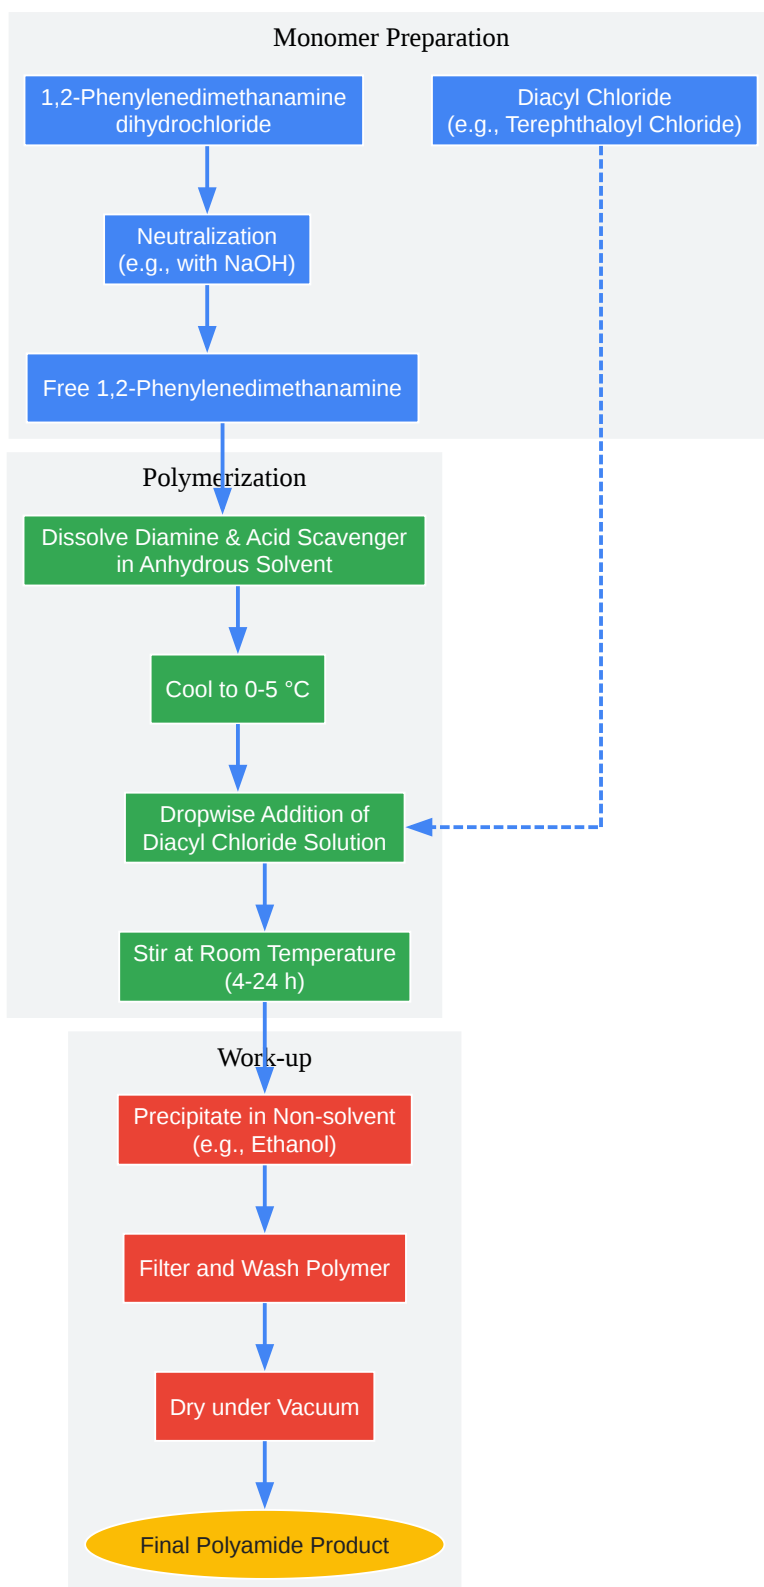 Monomer Preparation
1,2-Phenylenedimethanamine
dihydrochloride
Diacyl Chloride
(e.g., Terephthaloyl Chloride)
Neutralization
(e.g., with NaOH)
Free 1,2-Phenylenedimethanamine
Polymerization
Dissolve Diamine & Acid Scavenger
in Anhydrous Solvent
Cool to 0-5 °C
Dropwise Addition of
Diacyl Chloride Solution
Stir at Room Temperature
(4-24 h)
Work-up
Precipitate in Non-solvent
(e.g., Ethanol)
Filter and Wash Polymer
Dry under Vacuum
Final Polyamide Product